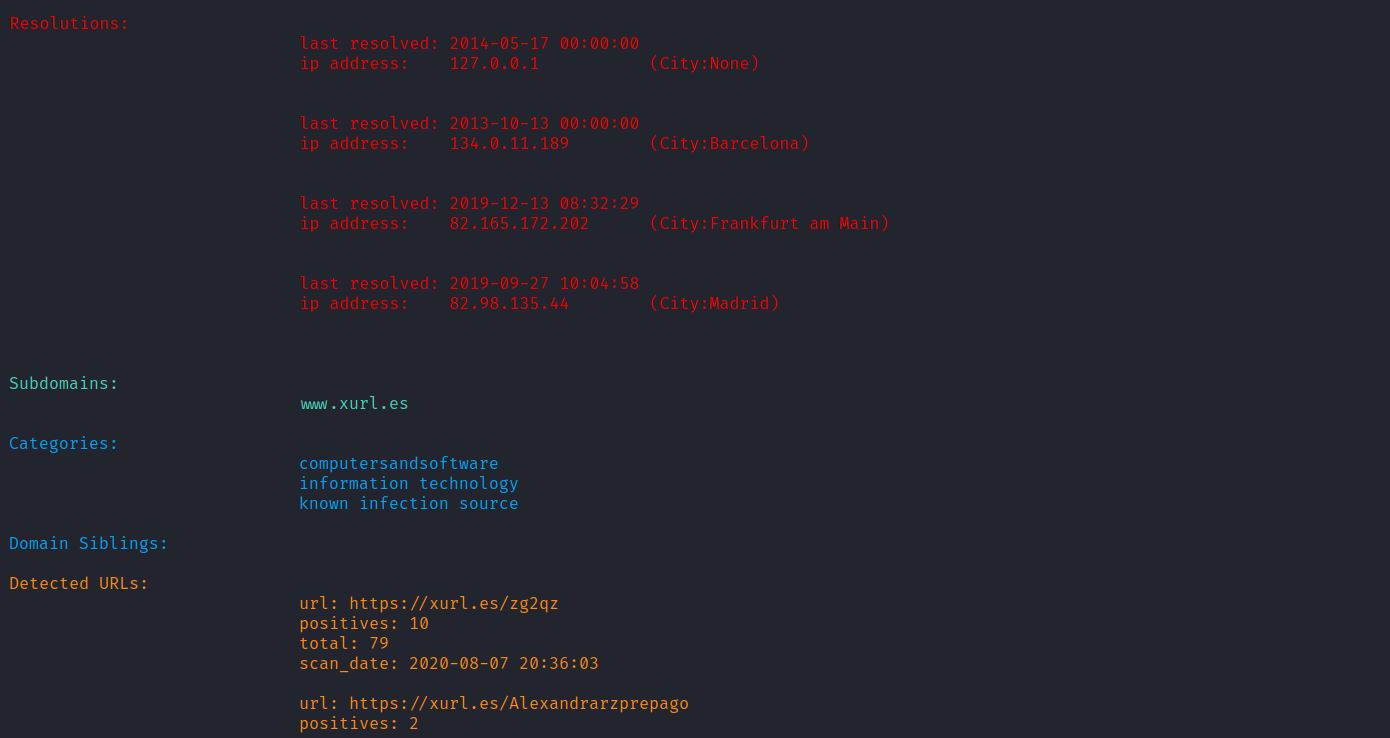 Resolutions:
last resolved: 2014-05-17 00:00:00
ip address: 127.0.0.1 (City:None)
last resolved: 2013-10-13 00:00:00
ip address: 134.0.11.189 (City:Barcelona)
last resolved: 2019-12-13 08:32:29
ip address: 82.165.172.202 (City:Frankfurt am Main)
last resolved: 2019-09-27 10:04:58
ip address: 82.98.135.44 (City:Madrid)
Subdomains:
www.xurl.es
Categories:
computersandsoftware
information technology
known infection source
Domain Siblings:
Detected URLs:
url: https://xurl.es/zg2qz
positives: 10
total: 79
scan_date: 2020-08-07 20:36:03
url: https://xurl.es/Alexandrarzprepago
positives: 2